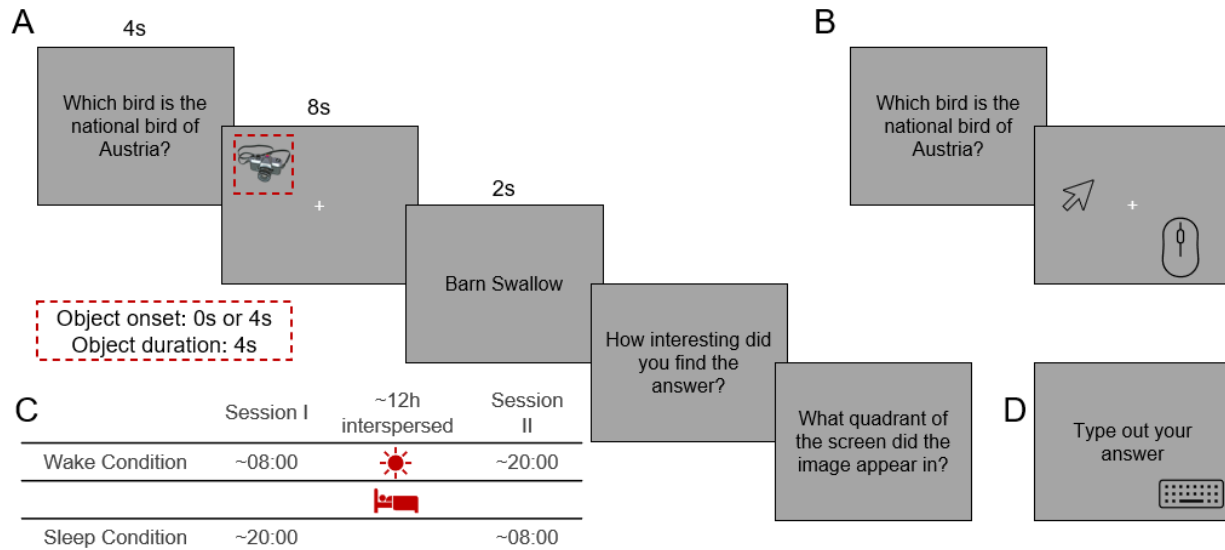 A
4s
Which bird is the
national bird of
Austria?
8s
2s
Barn Swallow
How interesting did
you find the
answer?
What quadrant of
the screen did the
image appear in?
Object onset: 0s or 4s
Object duration: 4s
B
Which bird is the
national bird of
Austria?
C
Session I
~12h
interspersed
Session
II
Wake Condition
~08:00
~20:00
Sleep Condition
~20:00
~08:00
D
Type out your
answer